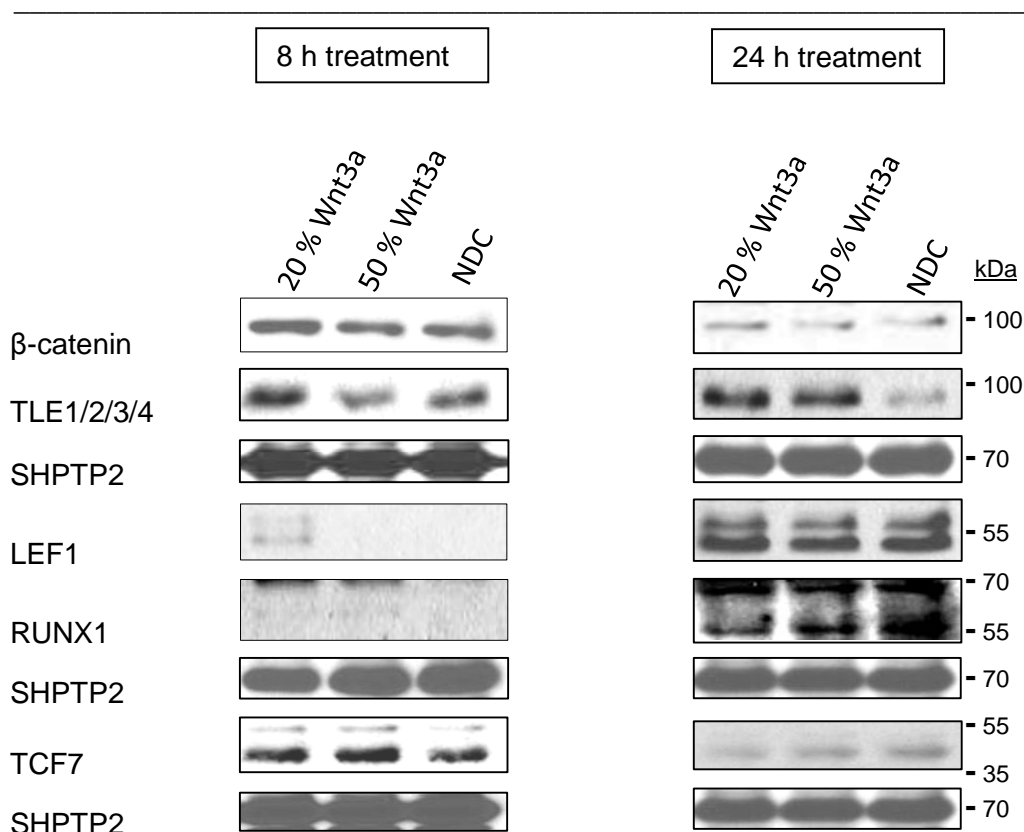 8 h treatment 24 h treatment
20 % Wnt3a 50 % Wnt3a NDC 20 % Wnt3a 50 % Wnt3a NDC kDa
β-catenin - 100
TLE1/2/3/4 - 100
SHPTP2 - 70
LEF1 - 55
- 70
RUNX1 - 55
SHPTP2 - 70
- 55
TCF7 - 35
SHPTP2 - 70